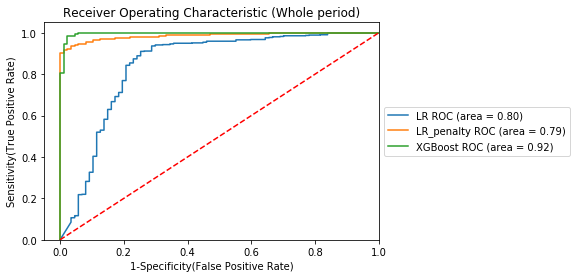 Receiver Operating Characteristic (Whole period)
Sensitivity(True Positive Rate)
1.0
0.8
0.6
0.4
0.2
0.0
0.0 0.2 0.4 0.6 0.8 1.0
1-Specificity(False Positive Rate)
LR ROC (area = 0.80)
LR_penalty ROC (area = 0.79)
XGBoost ROC (area = 0.92)